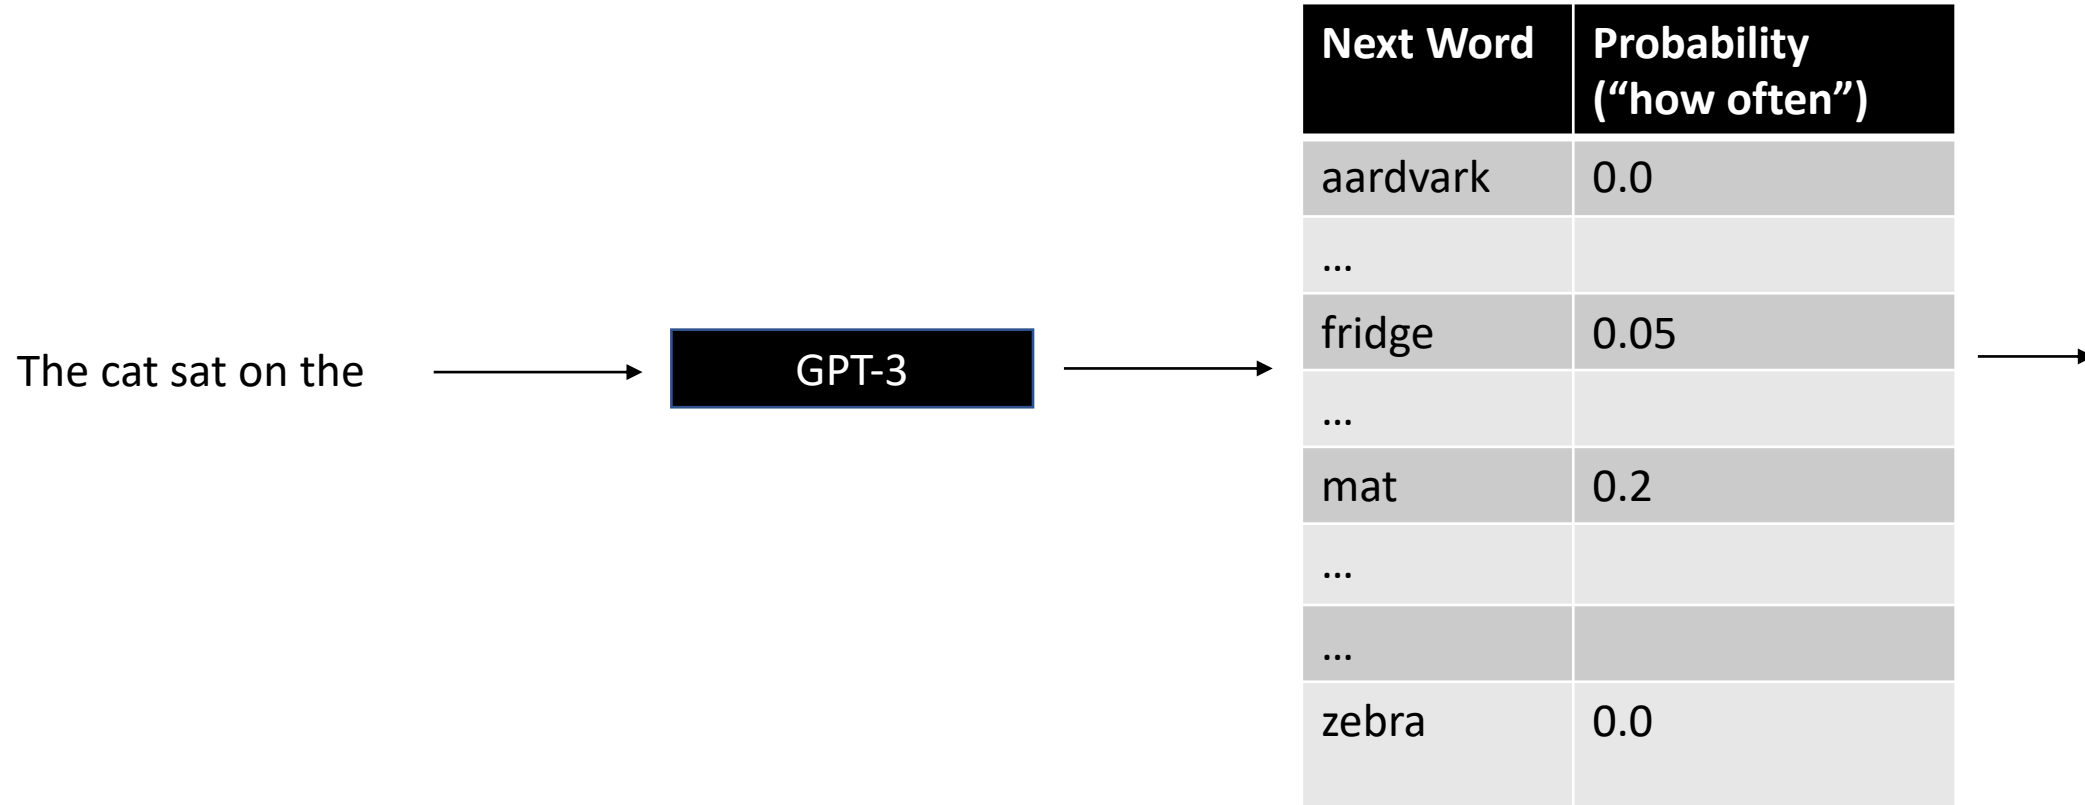 The cat sat on the
GPT-3
Next Word
Probability
(“how often”)
aardvark 0.0
...
fridge 0.05
...
mat 0.2
...
...
zebra 0.0